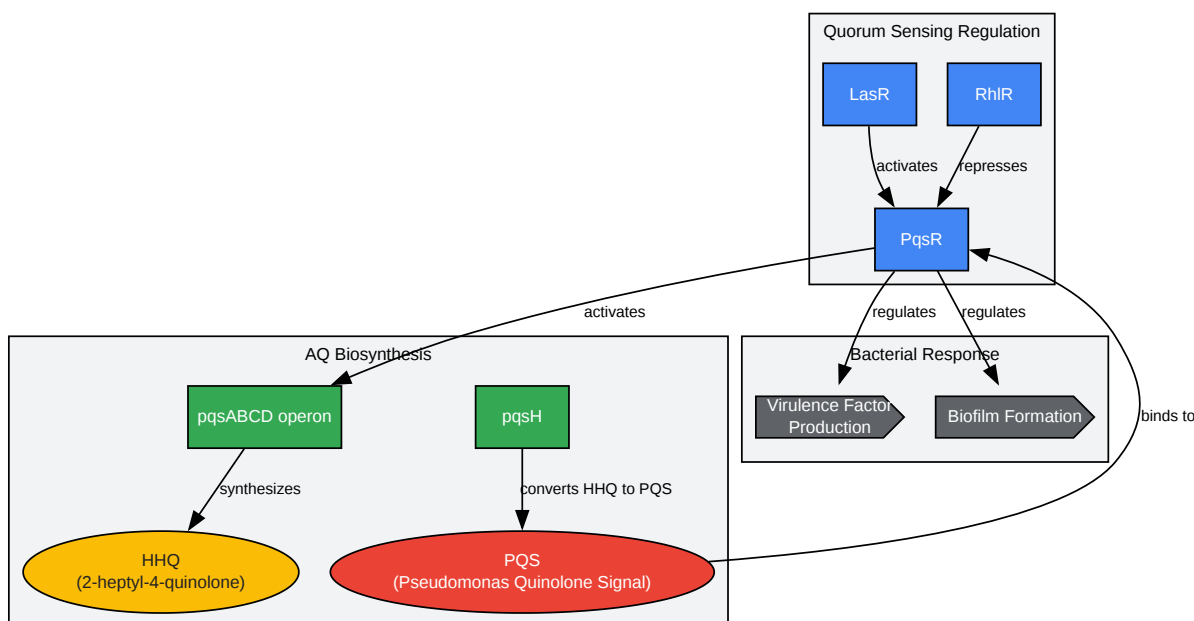 Quorum Sensing Regulation
LasR
RhlR
activates
represses
PqsR
activates
regulates
regulates
AQ Biosynthesis
Bacterial Response
pqsABCD operon
pqsH
Virulence Factor
Production
Biofilm Formation
binds to
synthesizes
converts HHQ to PQS
HHQ
(2-heptyl-4-quinolone)
PQS
(Pseudomonas Quinolone Signal)